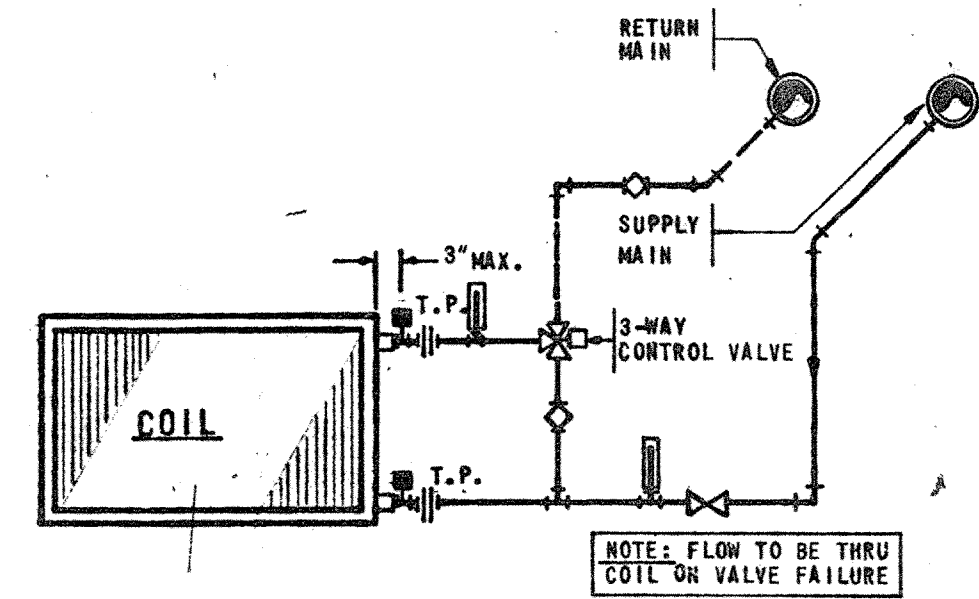 RETURN
MAIN
SUPPLY
MAIN
3" MAX.
T.P.
3-WAY
CONTROL VALVE
COIL
T.P.
NOTE: FLOW TO BE THRU
COIL ON VALVE FAILURE